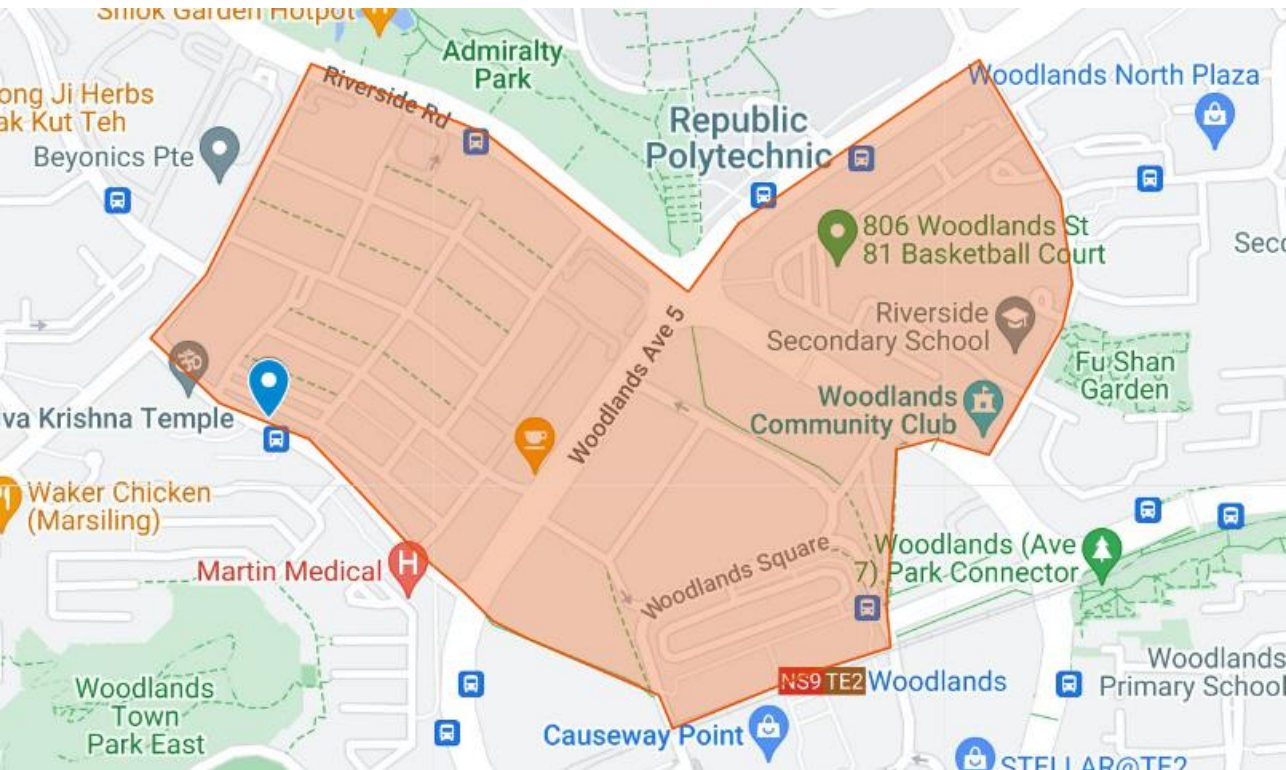 Shiok Garden Hotpot
Admiralty
Park
Riverside Rd
Woodlands North Plaza
ong Ji Herbs
ak Kut Teh
Beyonics Pte
Republic
Polytechnic
806 Woodlands St
81 Basketball Court
Seco
Riverside
Secondary School
Woodlands Ave 5
Fu Shan
Garden
Woodlands
Community Club
iva Krishna Temple
Waker Chicken
(Marsiling)
H
Martin Medical
Woodlands Square
Woodlands (Ave
7) Park Connector
Woodlands
Town
Park East
NS9 TE2 Woodlands
Woodlands
Primary School
Causeway Point
STELLAR@TE2